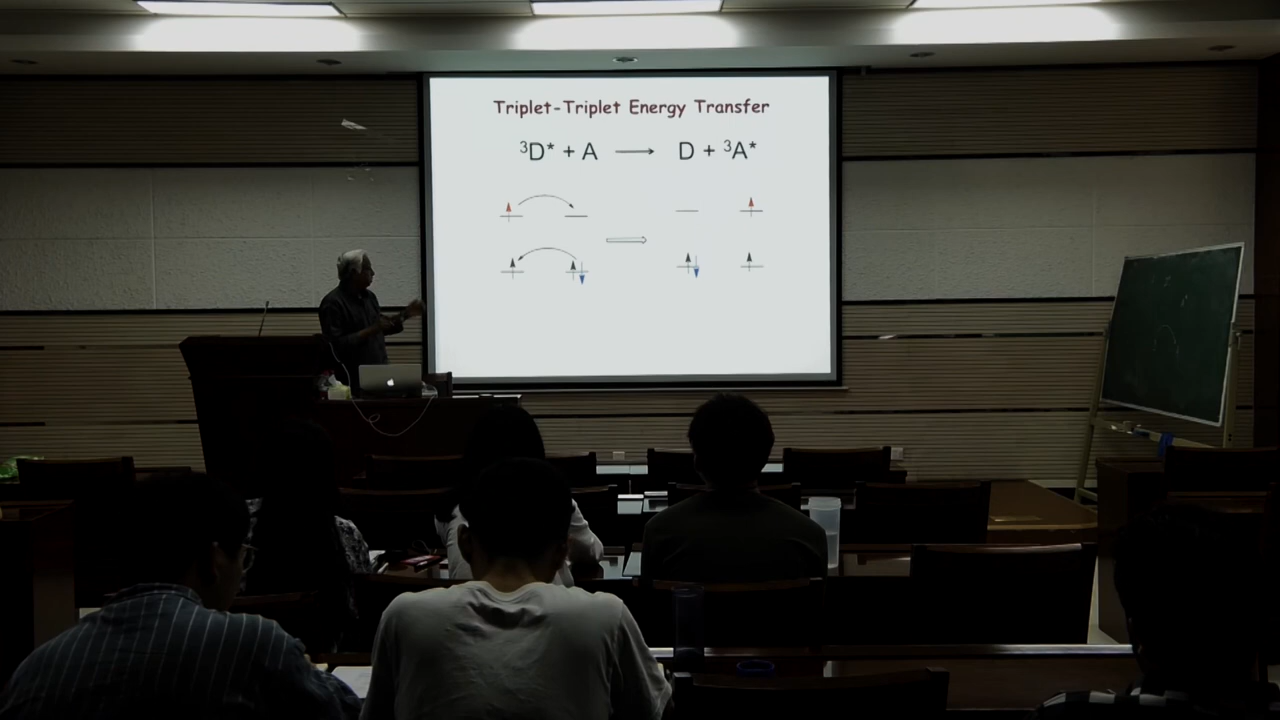 Triplet-Triplet Energy Transfer
³D* + A ⟶ D + ³A*